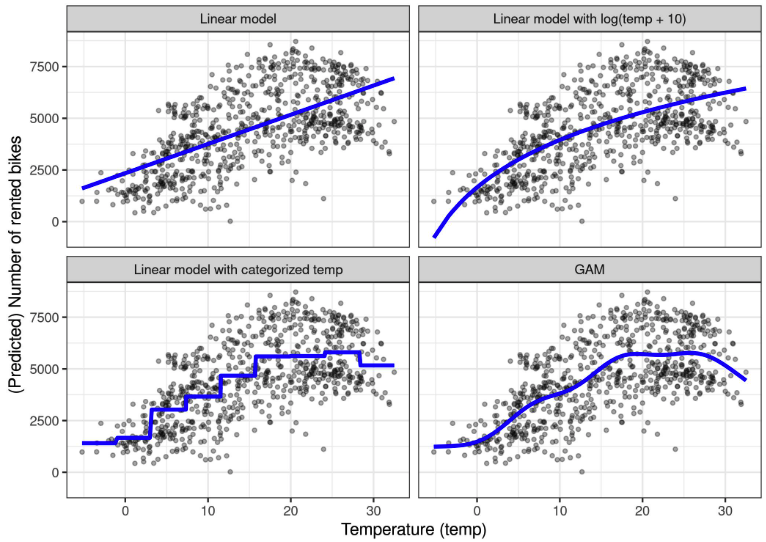 Linear model
Linear model with log(temp + 10)
7500
5000
2500
0
Linear model with categorized temp
GAM
7500
5000
2500
0
0
10
20
30
0
10
20
30
(Predicted) Number of rented bikes
Temperature (temp)